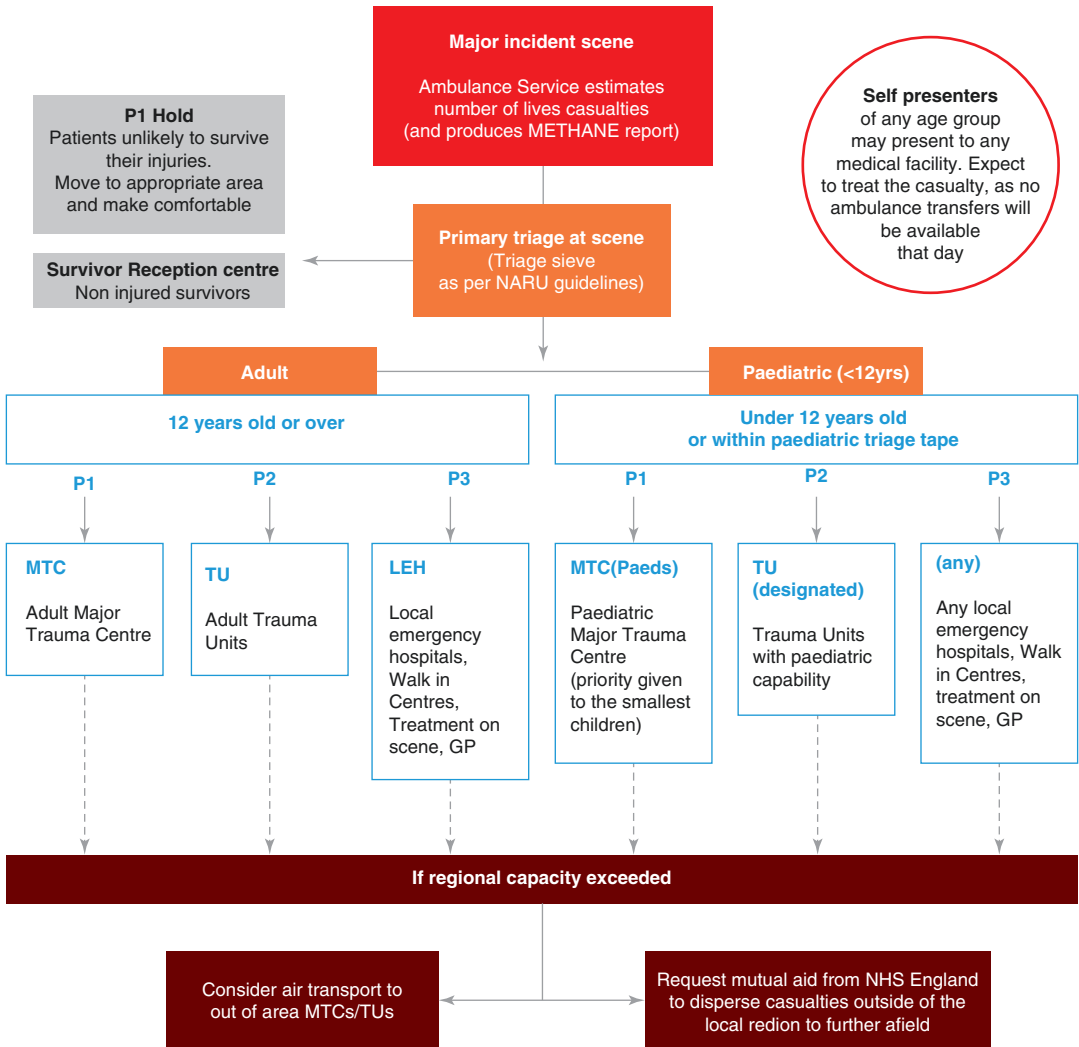 Major incident scene
Ambulance Service estimates
number of lives casualties
(and produces METHANE report)
P1 Hold
Patients unlikely to survive
their injuries.
Move to appropriate area
and make comfortable
Self presenters
of any age group
may present to any
medical facility. Expect
to treat the casualty, as no
ambulance transfers will
be available
that day
Primary triage at scene
(Triage sieve
as per NARU guidelines)
Survivor Reception centre
Non injured survivors
Adult
Paediatric (<12yrs)
12 years old or over
Under 12 years old
or within paediatric triage tape
P1
P2
P3
P1
P2
P3
MTC
Adult Major
Trauma Centre
TU
Adult Trauma
Units
LEH
Local
emergency
hospitals,
Walk in
Centres,
Treatment on
scene, GP
MTC(Paeds)
Paediatric
Major Trauma
Centre
(priority given
to the smallest
children)
TU
(designated)
Trauma Units
with paediatric
capability
(any)
Any local
emergency
hospitals, Walk
in Centres,
treatment on
scene, GP
If regional capacity exceeded
Consider air transport to
out of area MTCs/TUs
Request mutual aid from NHS England
to disperse casualties outside of the
local redion to further afield